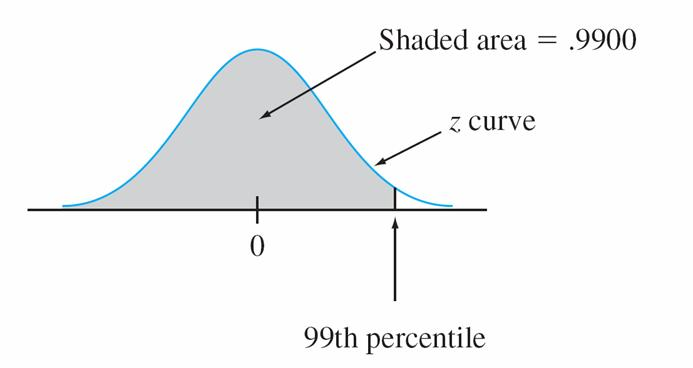 Shaded area = .9900
z curve
0
99th percentile